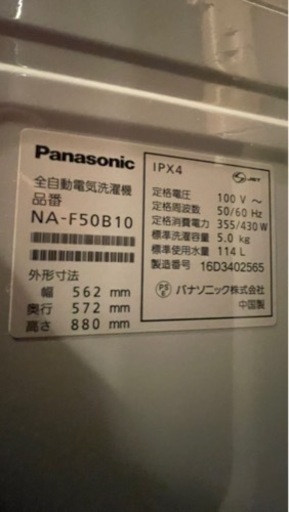 Panasonic
全自動電気洗濯機
品番
NA-F50B10
外形寸法
幅 562 mm
奥行 572 mm
高さ 880 mm
IPX4
JET
定格電圧 100 V ～
定格周波数 50/60 Hz
定格消費電力 355/430 W
標準洗濯容量 5.0 kg
標準使用水量 114 L
製造番号 16D3402565
PS
E
パナソニック株式会社
中国製